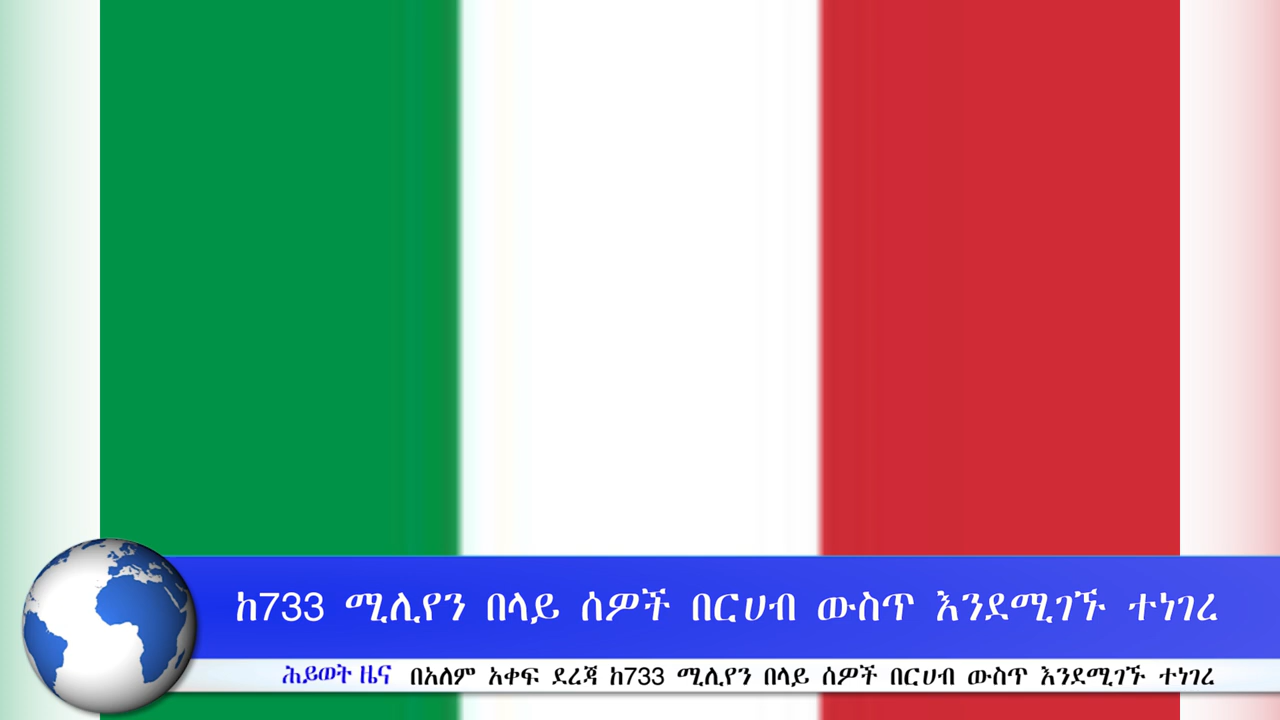 ከ733 ሚሊየን በላይ ሰዎች በርሀብ ውስጥ እንደሚገኙ ተነገረ
ሕይወት ዜና በአለም አቀፍ ደረጃ ከ733 ሚሊየን በላይ ሰዎች በርሀብ ውስጥ እንደሚገኙ ተነገረ